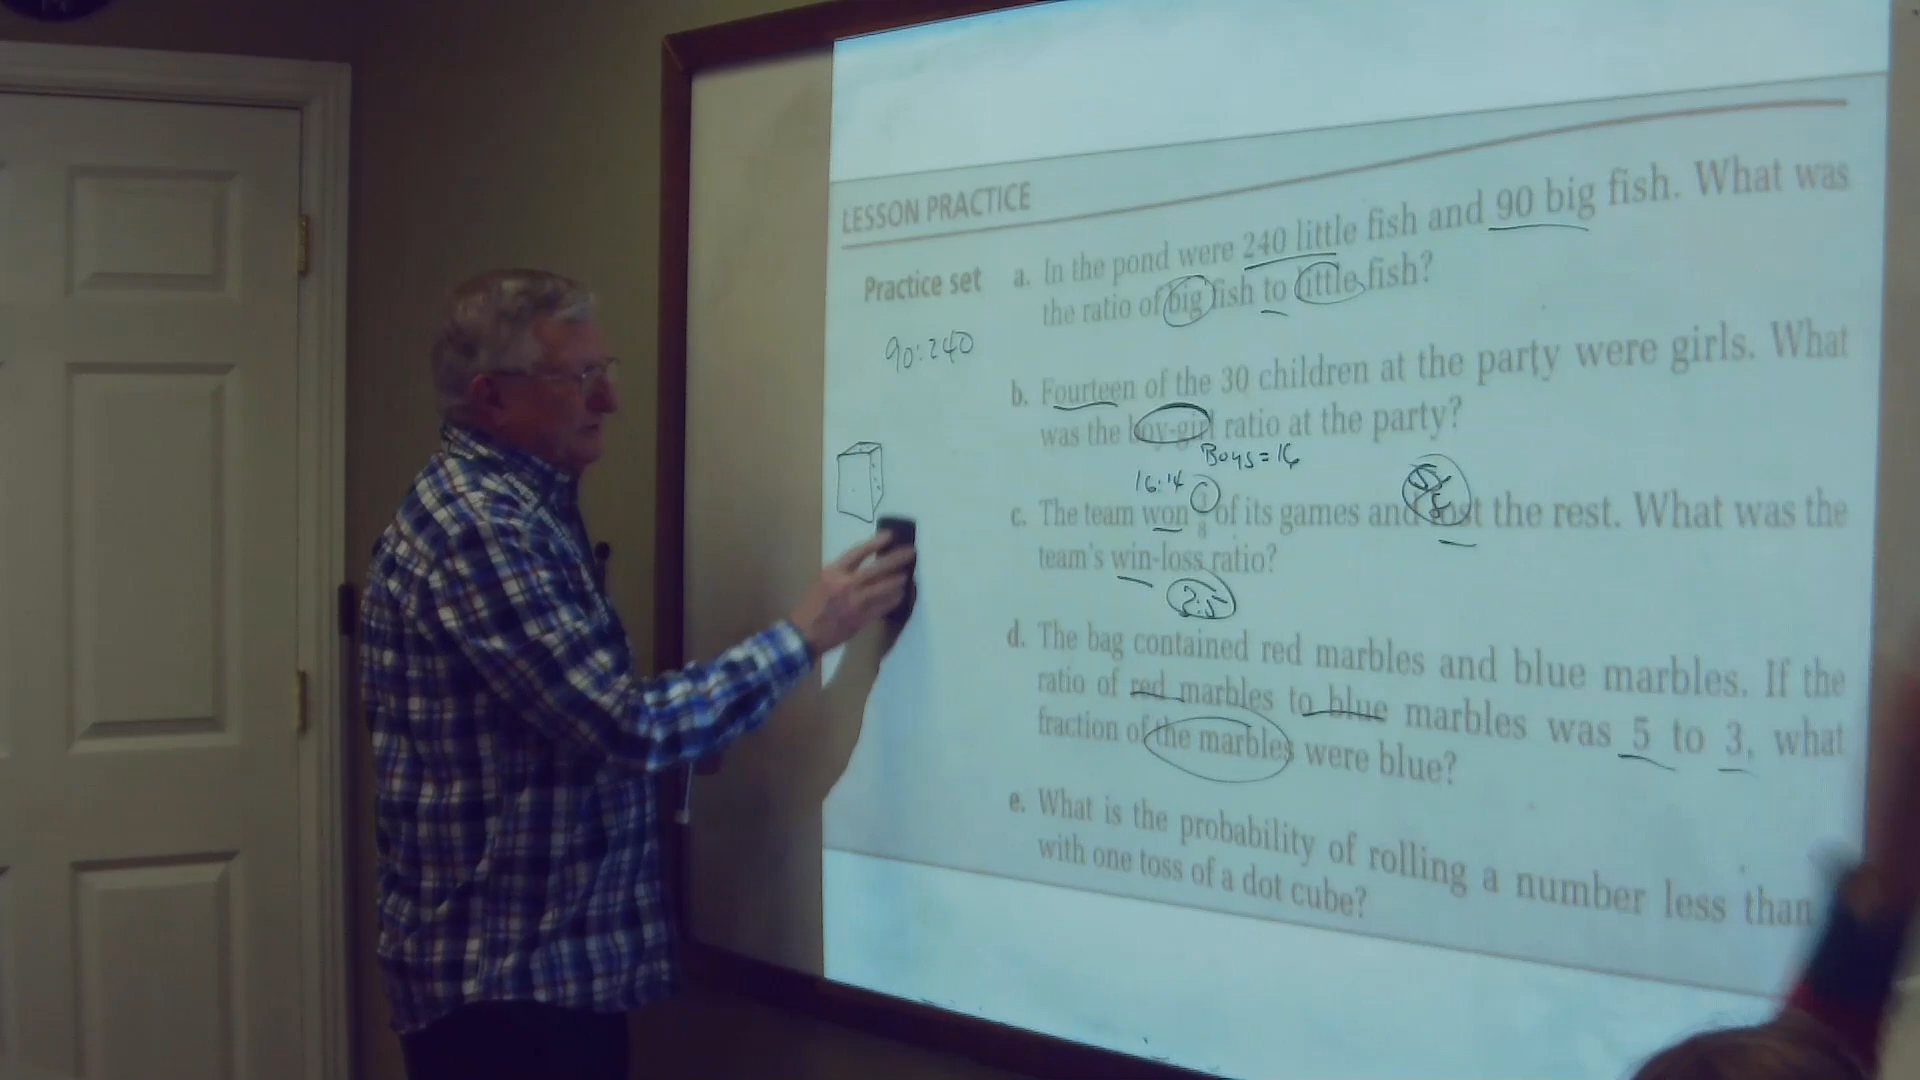 LESSON PRACTICE
Practice set
a. In the pond were 240 little fish and 90 big fish. What was
the ratio of big fish to little fish?
90:240
b. Fourteen of the 30 children at the party were girls. What
was the boy-girl ratio at the party?
Boys = 16
16:14
c. The team won of its games and lost the rest. What was the
team's win-loss ratio?
d. The bag contained red marbles and blue marbles. If the
ratio of red marbles to blue marbles was 5 to 3, what
fraction of the marbles were blue?
e. What is the probability of rolling a number less than
with one toss of a dot cube?